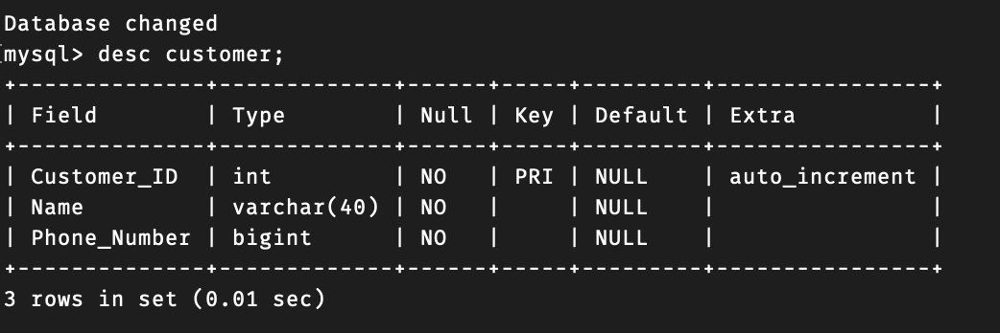 Database changed
mysql> desc customer;
+--------------+-------------+------+-----+---------+----------------+
| Field        | Type        | Null | Key | Default | Extra          |
+--------------+-------------+------+-----+---------+----------------+
| Customer_ID  | int         | NO   | PRI | NULL    | auto_increment |
| Name         | varchar(40) | NO   |     | NULL    |                |
| Phone_Number | bigint      | NO   |     | NULL    |                |
+--------------+-------------+------+-----+---------+----------------+
3 rows in set (0.01 sec)